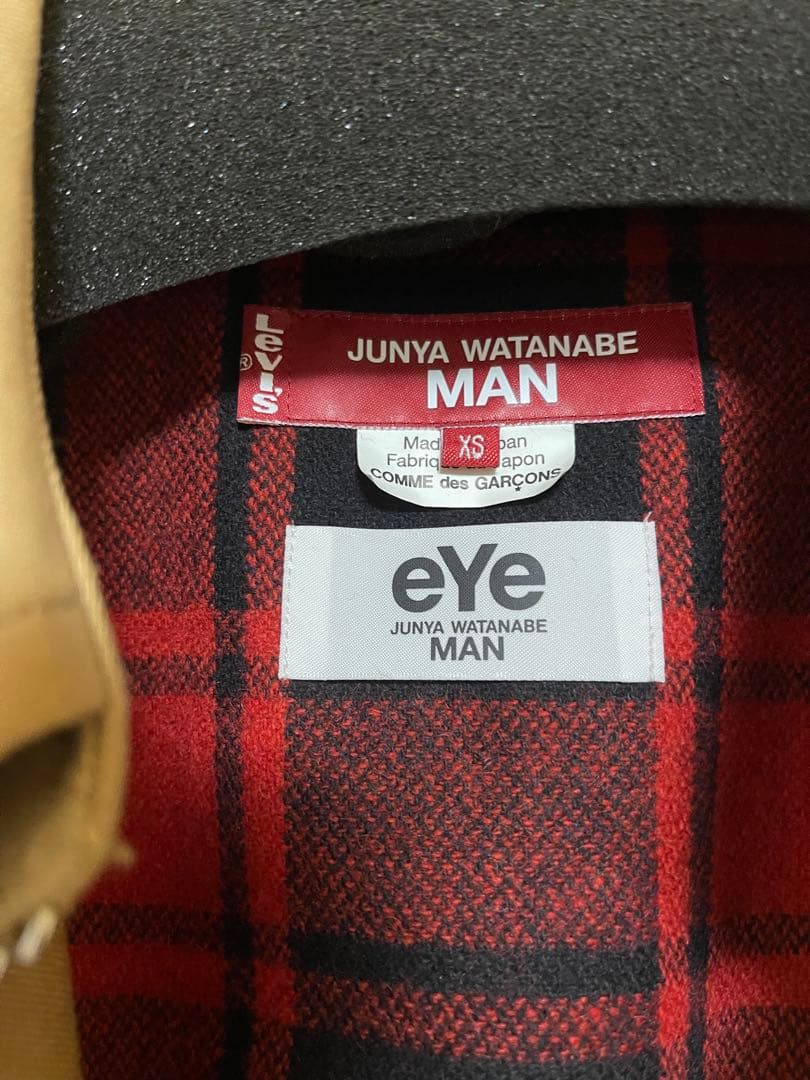 LEVI'S
®
JUNYA WATANABE
MAN
XS
COMME des GARÇONS
eYe
JUNYA WATANABE
MAN